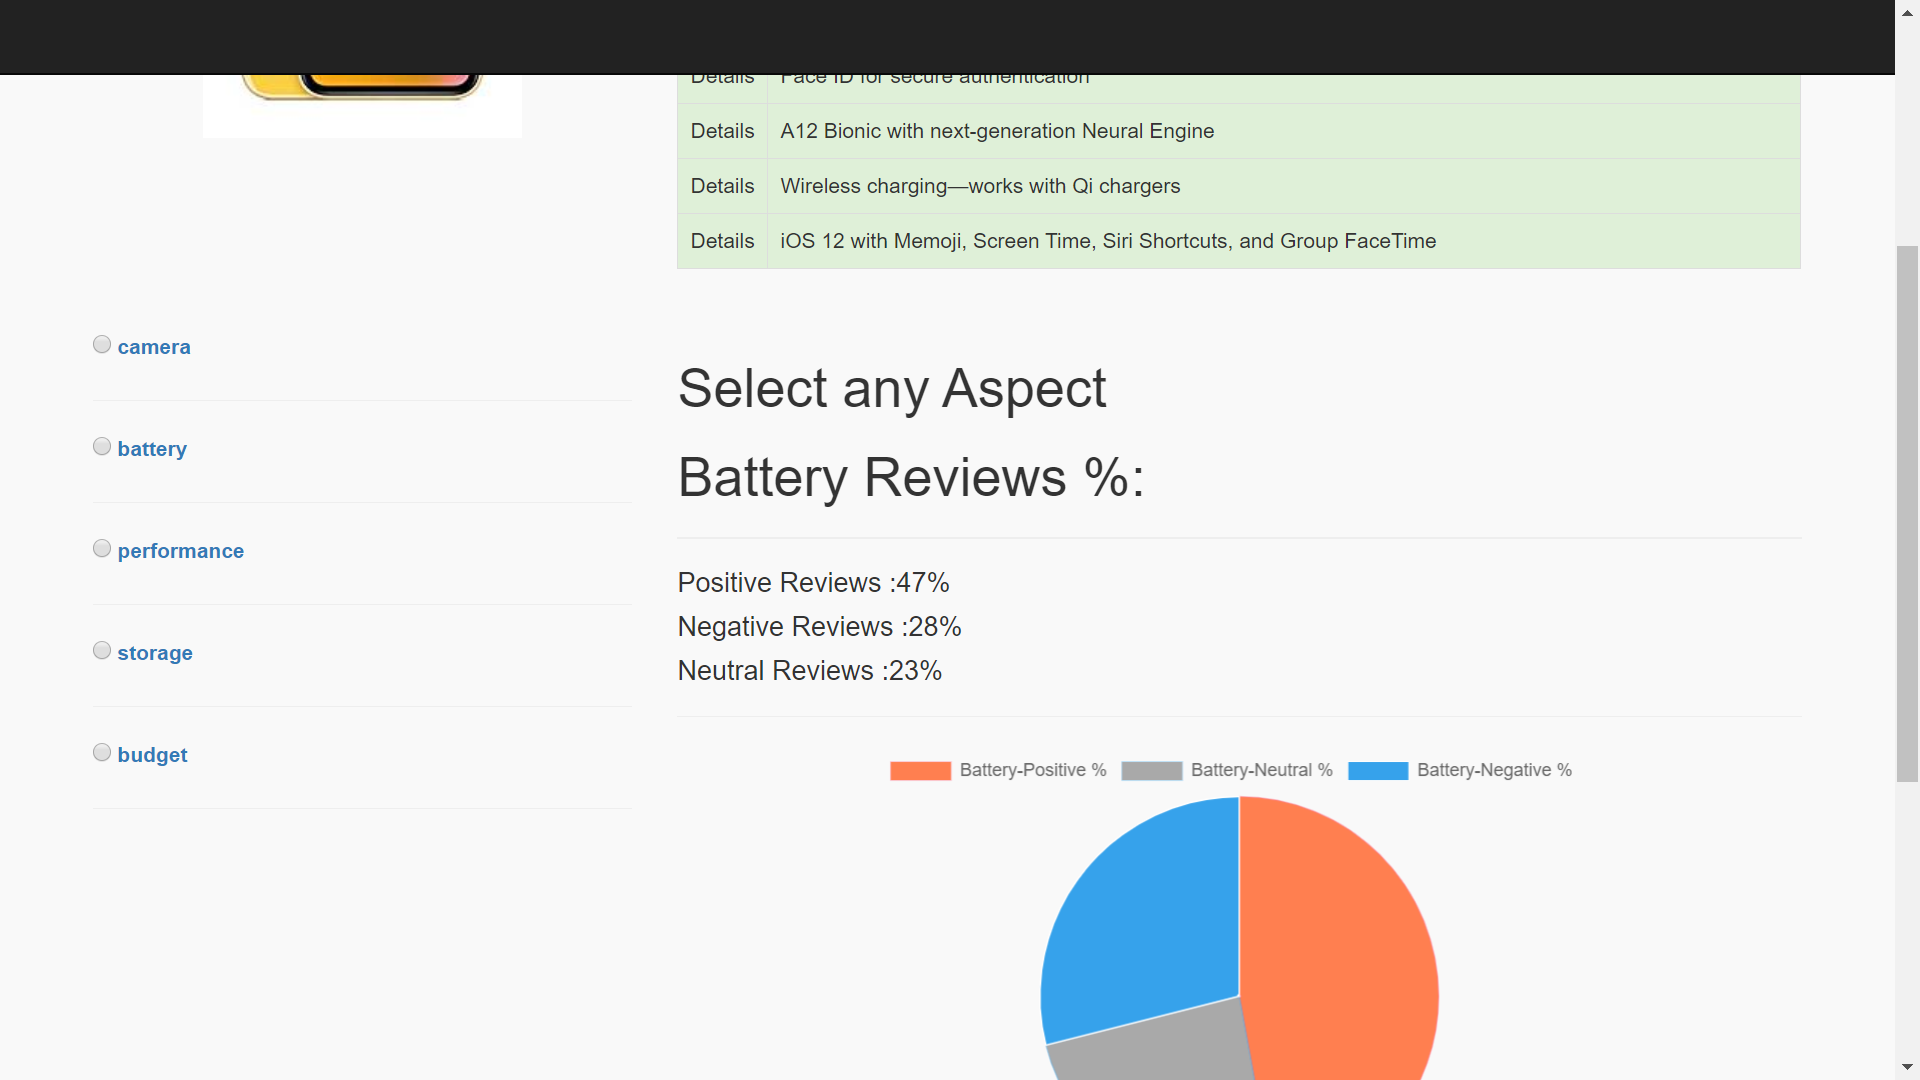 Details Face ID for secure authentication
Details A12 Bionic with next-generation Neural Engine
Details Wireless charging—works with Qi chargers
Details iOS 12 with Memoji, Screen Time, Siri Shortcuts, and Group FaceTime
camera
battery
performance
storage
budget
Select any Aspect
Battery Reviews %:
Positive Reviews :47%
Negative Reviews :28%
Neutral Reviews :23%
Battery-Positive % Battery-Neutral % Battery-Negative %